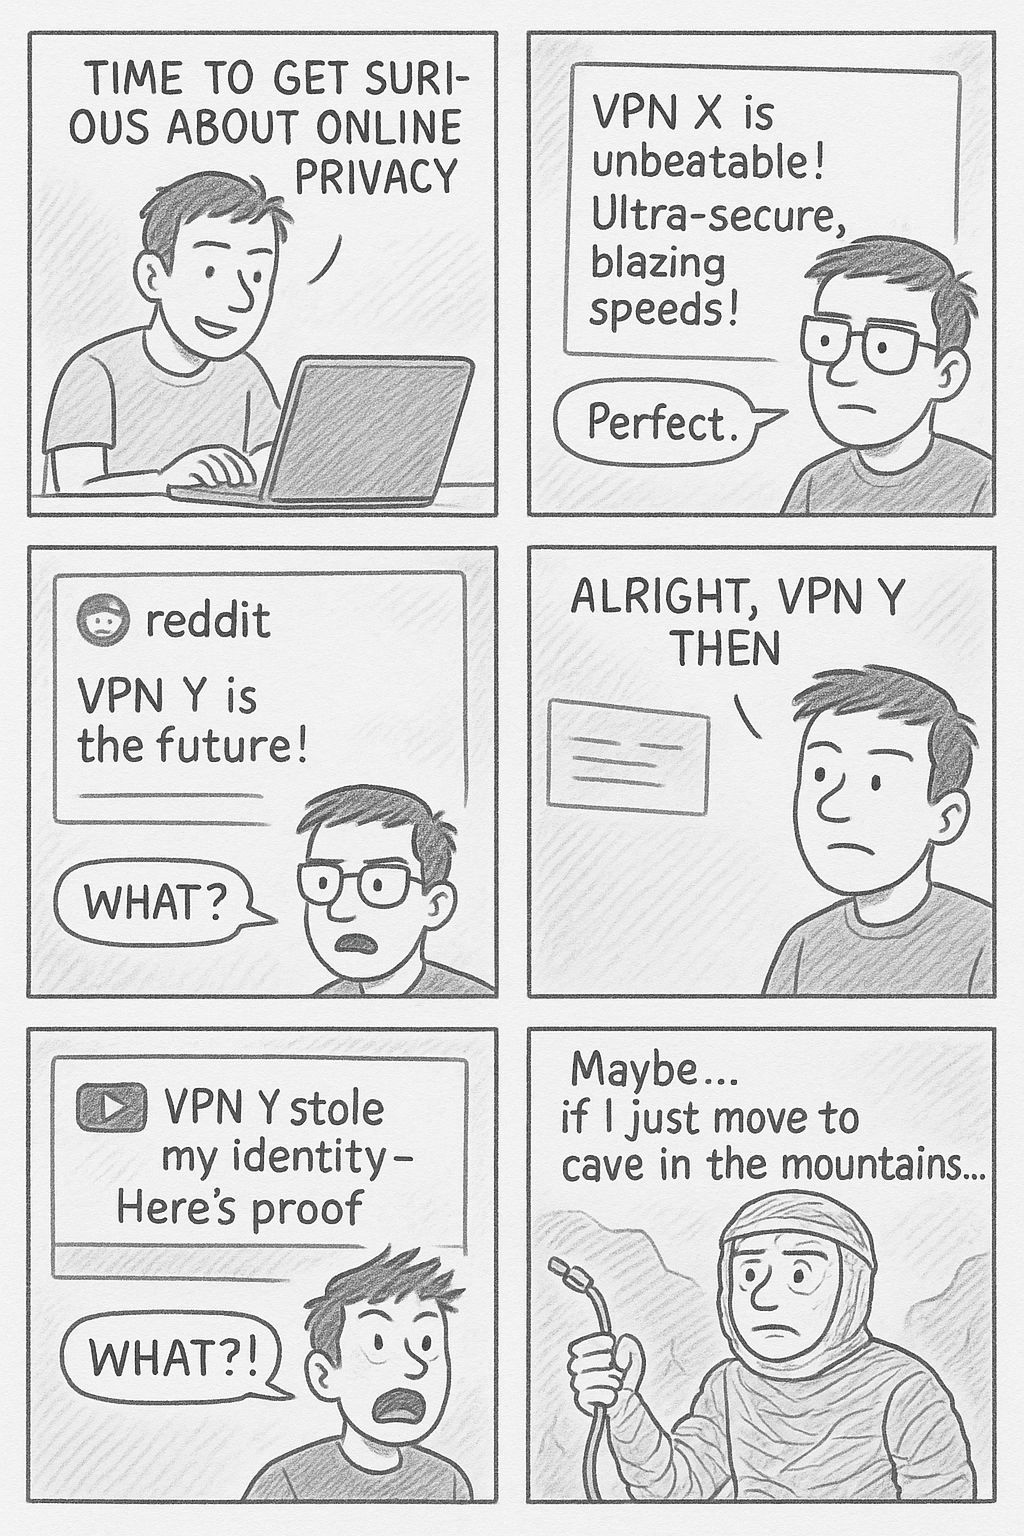 TIME TO GET SURI-
OUS ABOUT ONLINE
PRIVACY
VPN X is
unbeatable!
Ultra-secure,
blazing
speeds!
Perfect.
reddit
VPN Y is
the future!
WHAT?
ALRIGHT, VPN Y
THEN
VPN Y stole
my identity–
Here's proof
WHAT?!
Maybe...
if I just move to
cave in the mountains...